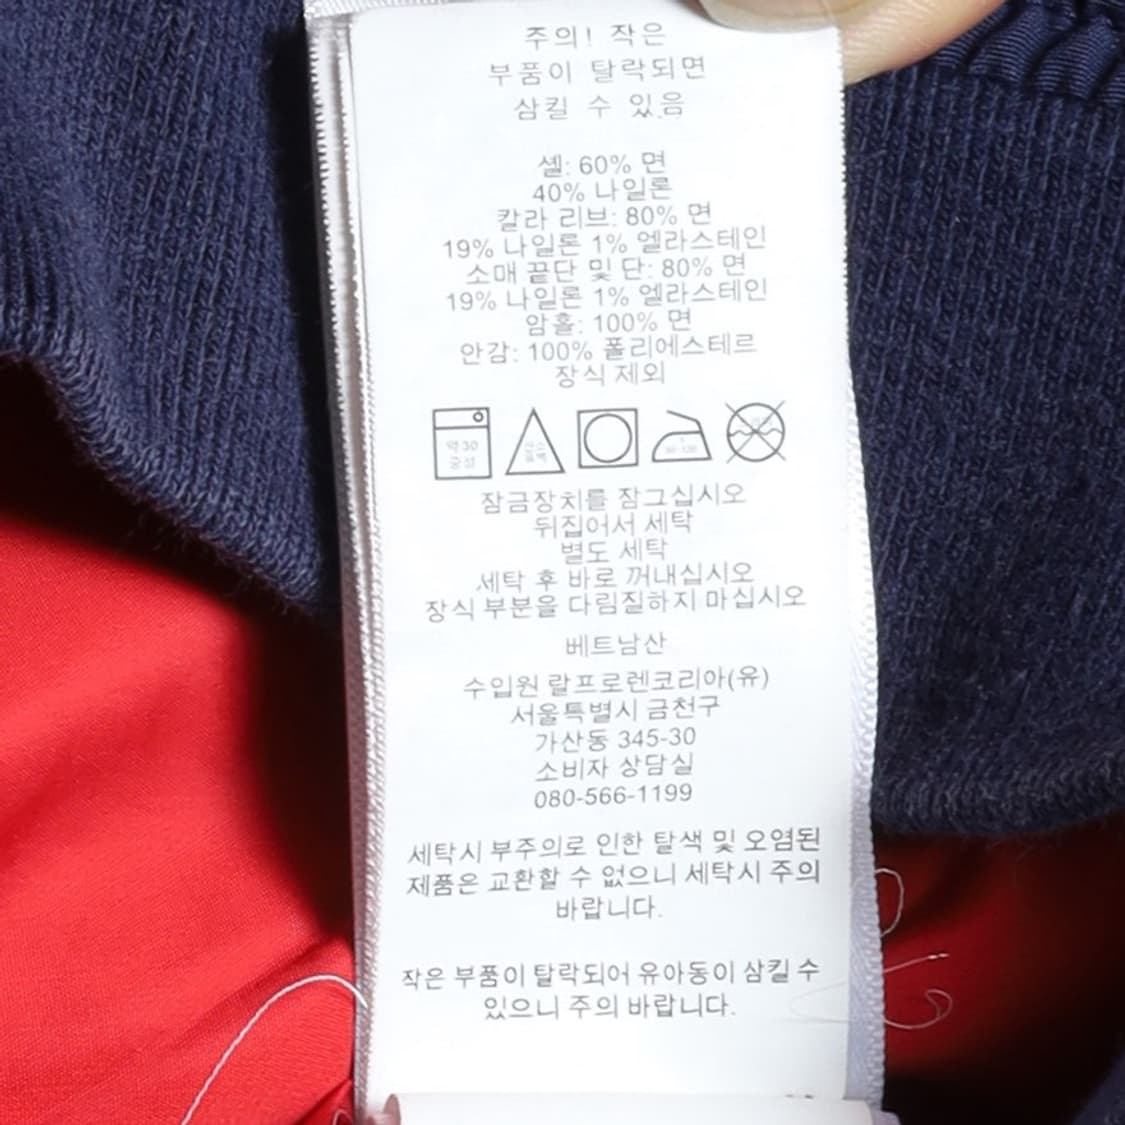 주의! 작은
부품이 탈락되면
삼킬 수 있음
셸: 60% 면
40% 나일론
칼라 리브: 80% 면
19% 나일론 1% 엘라스테인
소매 끝단 및 단: 80% 면
19% 나일론 1% 엘라스테인
암홀: 100% 면
안감: 100% 폴리에스테르
장식 제외
약 30
중성
잠금장치를 잠그십시오
뒤집어서 세탁
별도 세탁
세탁 후 바로 꺼내십시오
장식 부분을 다림질하지 마십시오
베트남산
수입원 랄프로렌코리아(유)
서울특별시 금천구
가산동 345-30
소비자 상담실
080-566-1199
세탁시 부주의로 인한 탈색 및 오염된
제품은 교환할 수 없으니 세탁시 주의
바랍니다.
작은 부품이 탈락되어 유아동이 삼킬 수
있으니 주의 바랍니다.